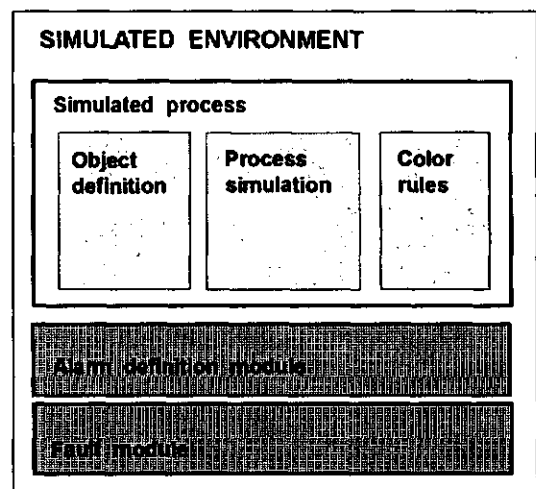 SIMULATED ENVIRONMENT
Simulated process
Object
definition
Process
simulation
Color
rules
Alarm definition module
Fault module